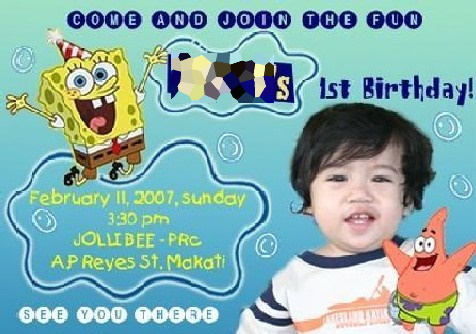 COME AND JOIN THE FUN
s
1st Birthday!
February 11, 2007, sunday
3:30 pm
JOLLIBEE - PRC
A.P Reyes St. Makati
SEE YOU THERE